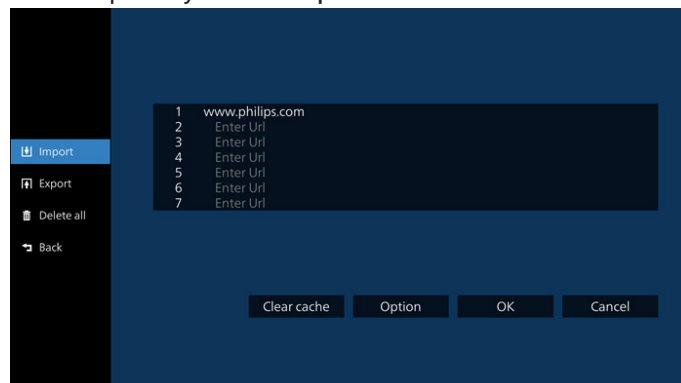 1 www.philips.com
2 Enter Url
3 Enter Url
4 Enter Url
5 Enter Url
6 Enter Url
7 Enter Url
Import
Export
Delete all
Back
Clear cache Option OK Cancel